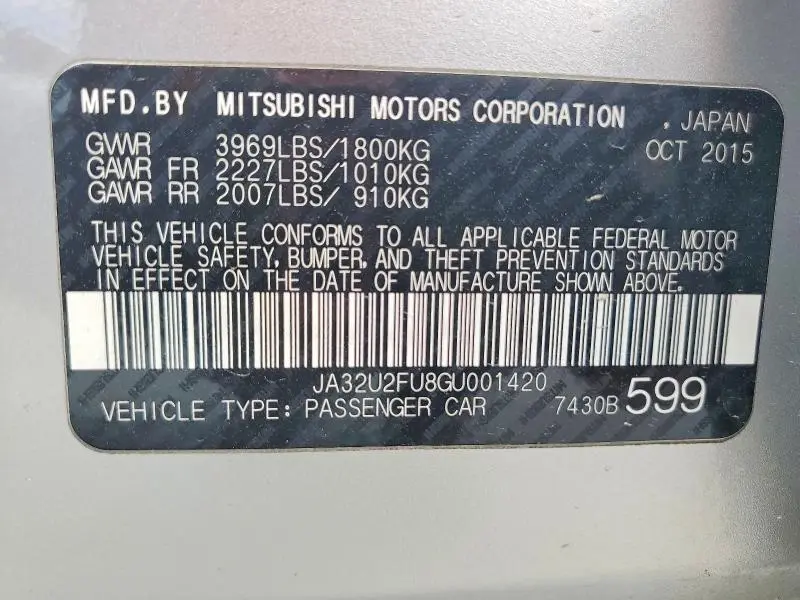 MFD.BY MITSUBISHI MOTORS CORPORATION , JAPAN
GVWR 3969LBS/1800KG OCT 2015
GAWR FR 2227LBS/1010KG
GAWR RR 2007LBS/ 910KG
THIS VEHICLE CONFORMS TO ALL APPLICABLE FEDERAL MOTOR
VEHICLE SAFETY, BUMPER, AND THEFT PREVENTION STANDARDS
IN EFFECT ON THE DATE OF MANUFACTURE SHOWN ABOVE.
JA32U2FU8GU001420
VEHICLE TYPE: PASSENGER CAR 7430B 599